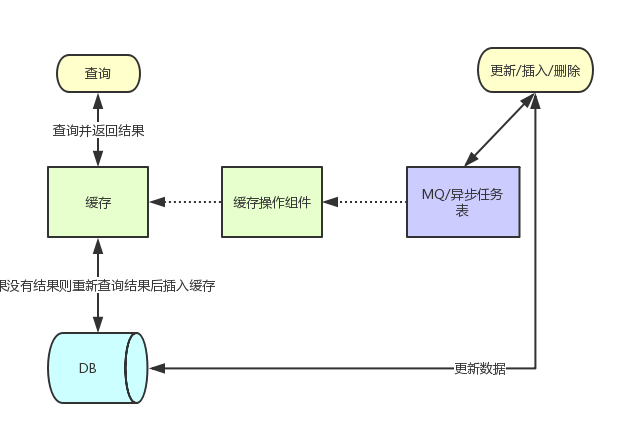 查询
更新/插入/删除
查询并返回结果
缓存
缓存操作组件
MQ/异步任务
表
果没有结果则重新查询结果后插入缓存
DB
更新数据